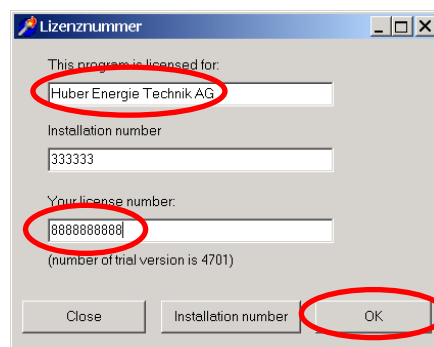 Lizenznummer
This program is licensed for:
Huber Energie Technik AG
Installation number
333333
Your license number:
8888888888
(number of trial version is 4701)
Close
Installation number
OK